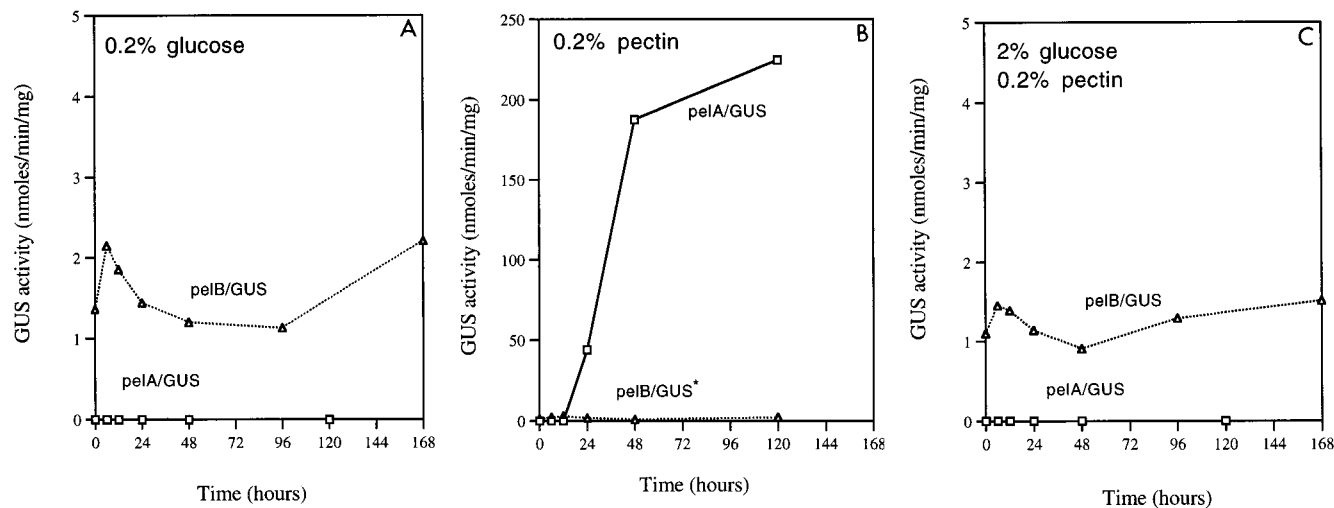 A
0.2% glucose
GUS activity (nmoles/min/mg)
5
4
3
2
1
0
pelB/GUS
pelA/GUS
0 24 48 72 96 120 144 168
Time (hours)
B
0.2% pectin
GUS activity (nmoles/min/mg)
250
200
150
100
50
0
pelA/GUS
pelB/GUS*
0 24 48 72 96 120 144 168
Time (hours)
C
2% glucose
0.2% pectin
GUS activity (nmoles/min/mg)
5
4
3
2
1
0
pelB/GUS
pelA/GUS
0 24 48 72 96 120 144 168
Time (hours)